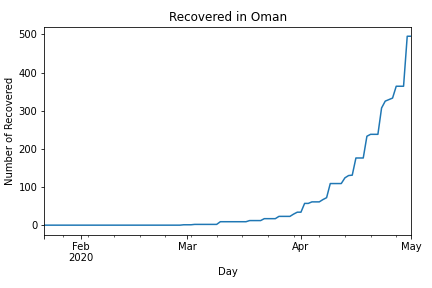 Recovered in Oman
Number of Recovered
500
400
300
200
100
0
Feb
2020
Mar
Apr
May
Day